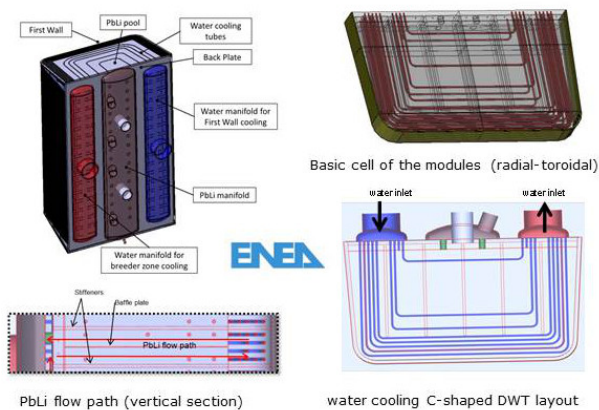 First Wall
PbLi pool
Water cooling
tubes
Back Plate
Water manifold for
First Wall cooling
PbLi manifold
Water manifold for
breeder zone cooling
ENEA
Basic cell of the modules (radial-toroidal)
water inlet
water inlet
Stiffeners
Baffle plate
PbLi flow path
PbLi flow path (vertical section)
water cooling C-shaped DWT layout